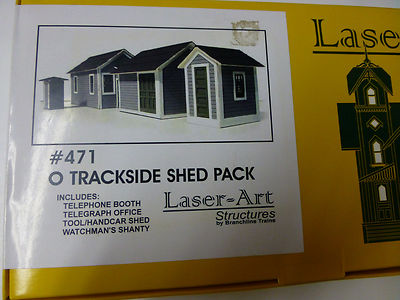 Lase
#471
O TRACKSIDE SHED PACK
INCLUDES:
TELEPHONE BOOTH
TELEGRAPH OFFICE
TOOL/HANDCAR SHED
WATCHMAN'S SHANTY
Laser-Art
Structures
by Branchline Trains